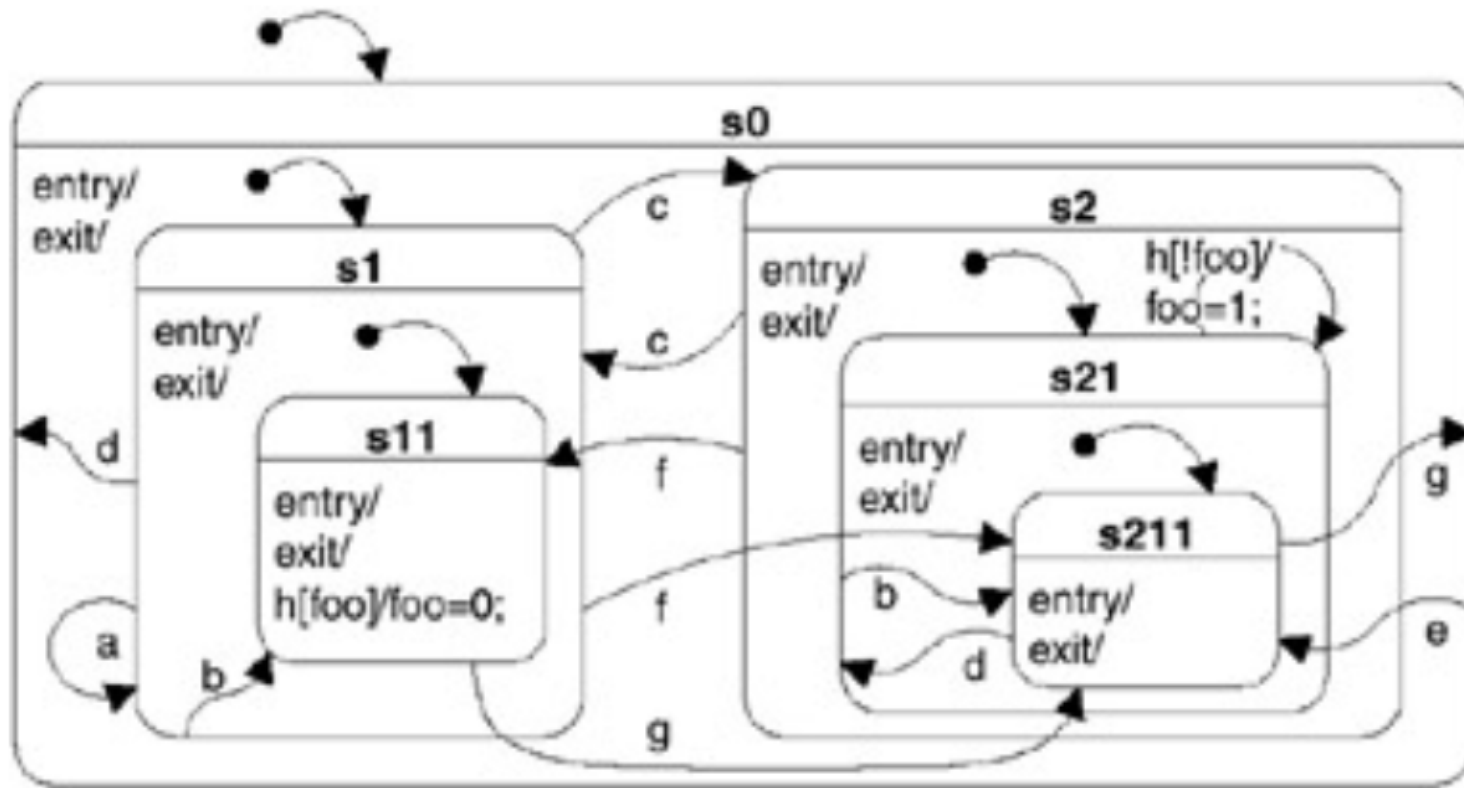 s0
entry/
exit/
s1
entry/
exit/
s11
entry/
exit/
h[foo]/foo=0;
a
b
d
c
c
f
f
g
s2
entry/
exit/
h[!foo]/
foo=1;
s21
entry/
exit/
s211
entry/
exit/
b
d
g
e